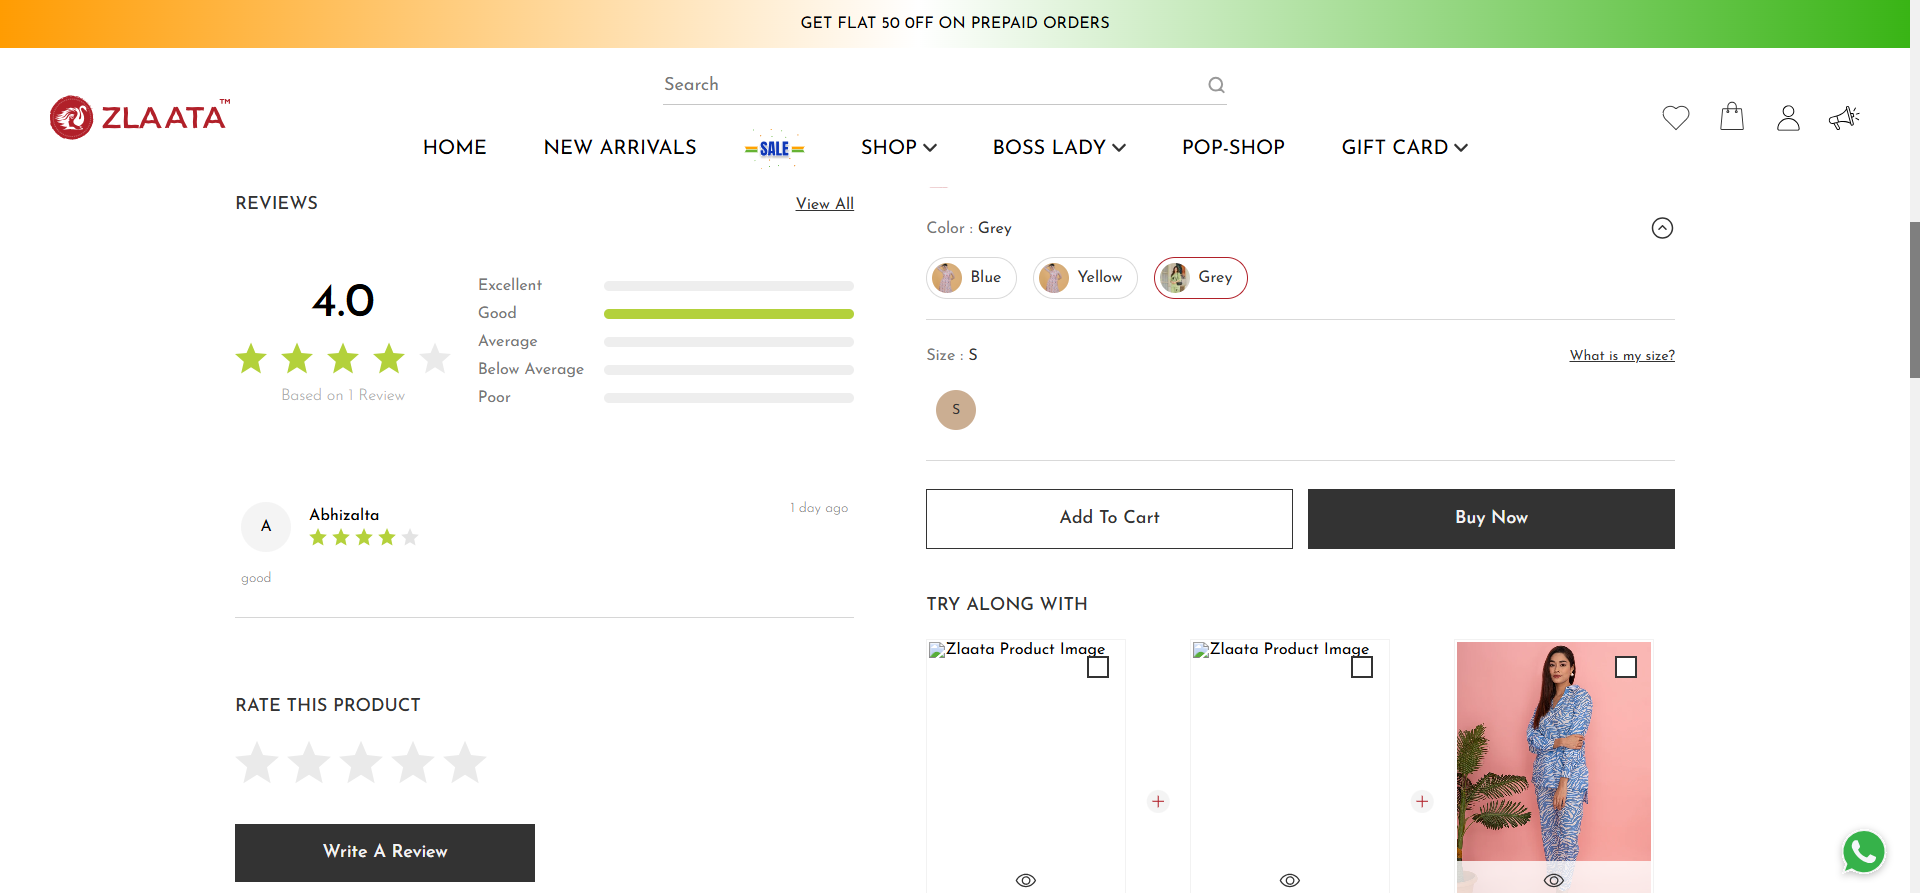 GET FLAT 50 OFF ON PREPAID ORDERS
ZLAATA™
Search
HOME
NEW ARRIVALS
SALE
SHOP
BOSS LADY
POP-SHOP
GIFT CARD
REVIEWS
View All
4.0
Based on 1 Review
Excellent
Good
Average
Below Average
Poor
A
Abhizalta
1 day ago
good
RATE THIS PRODUCT
Write A Review
Color : Grey
Blue
Yellow
Grey
Size : S
What is my size?
S
Add To Cart
Buy Now
TRY ALONG WITH
Zlaata Product Image
Zlaata Product Image